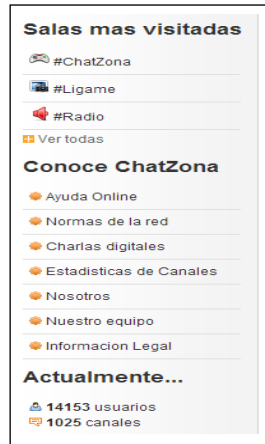 Salas mas visitadas
#ChatZona
#Ligame
#Radio
Ver todas
Conoce ChatZona
Ayuda Online
Normas de la red
Charlas digitales
Estadisticas de Canales
Nosotros
Nuestro equipo
Informacion Legal
Actualmente...
14153 usuarios
1025 canales